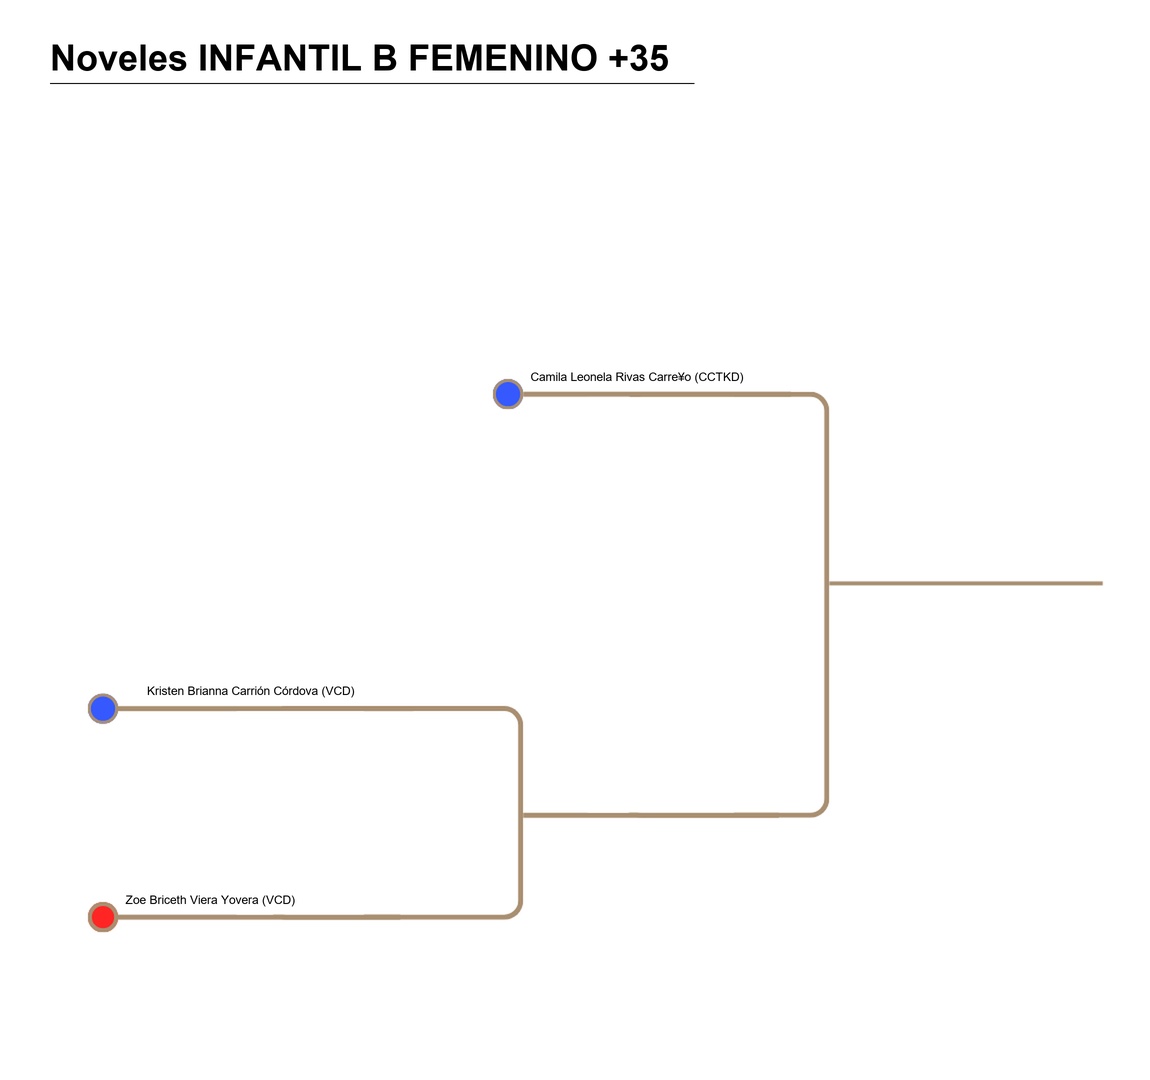 Noveles INFANTIL B FEMENINO +35
Camila Leonela Rivas Carre¥o (CCTKD)
Kristen Brianna Carrión Córdova (VCD)
Zoe Briceth Viera Yovera (VCD)